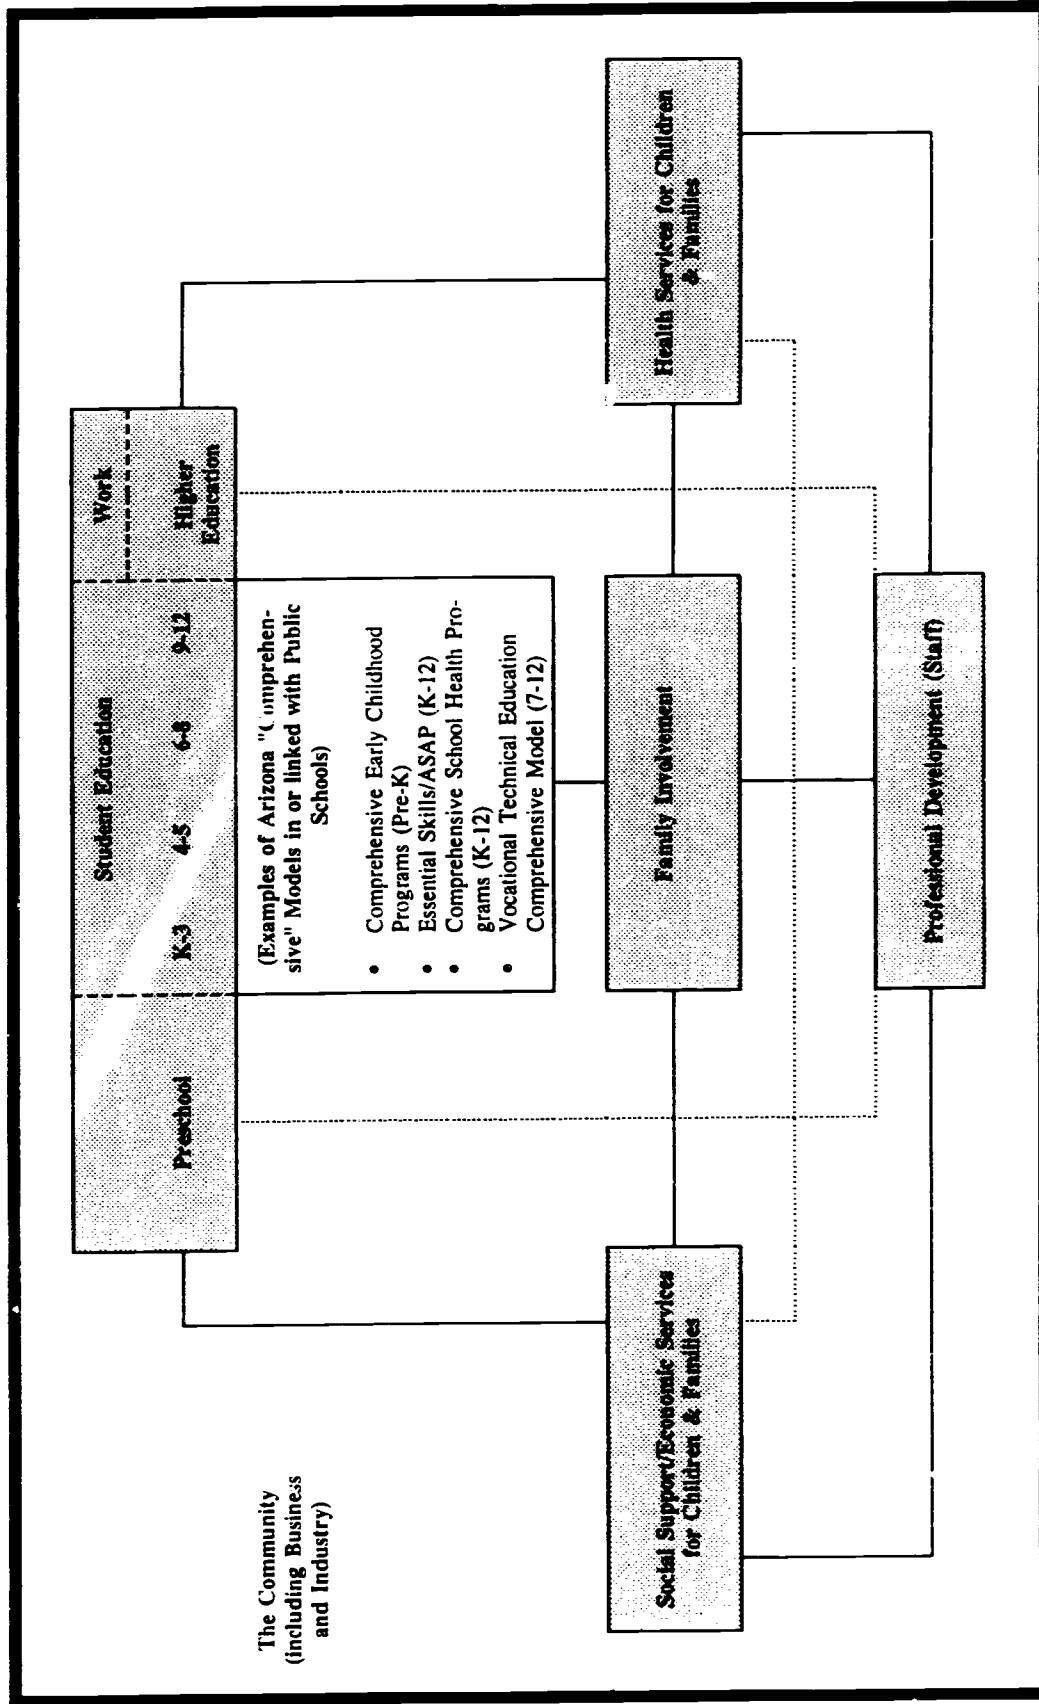 Student Education
Work
Preschool
K-3
4-5
6-8
9-12
Higher
Education
The Community
(including Business
and Industry)
(Examples of Arizona "Comprehen-
sive" Models in or linked with Public
Schools)
• Comprehensive Early Childhood
Programs (Pre-K)
• Essential Skills/ASAP (K-12)
• Comprehensive School Health Pro-
grams (K-12)
• Vocational Technical Education
Comprehensive Model (7-12)
Social Support/Economic Services
for Children & Families
Family Involvement
Health Services for Children
& Families
Professional Development (Staff)